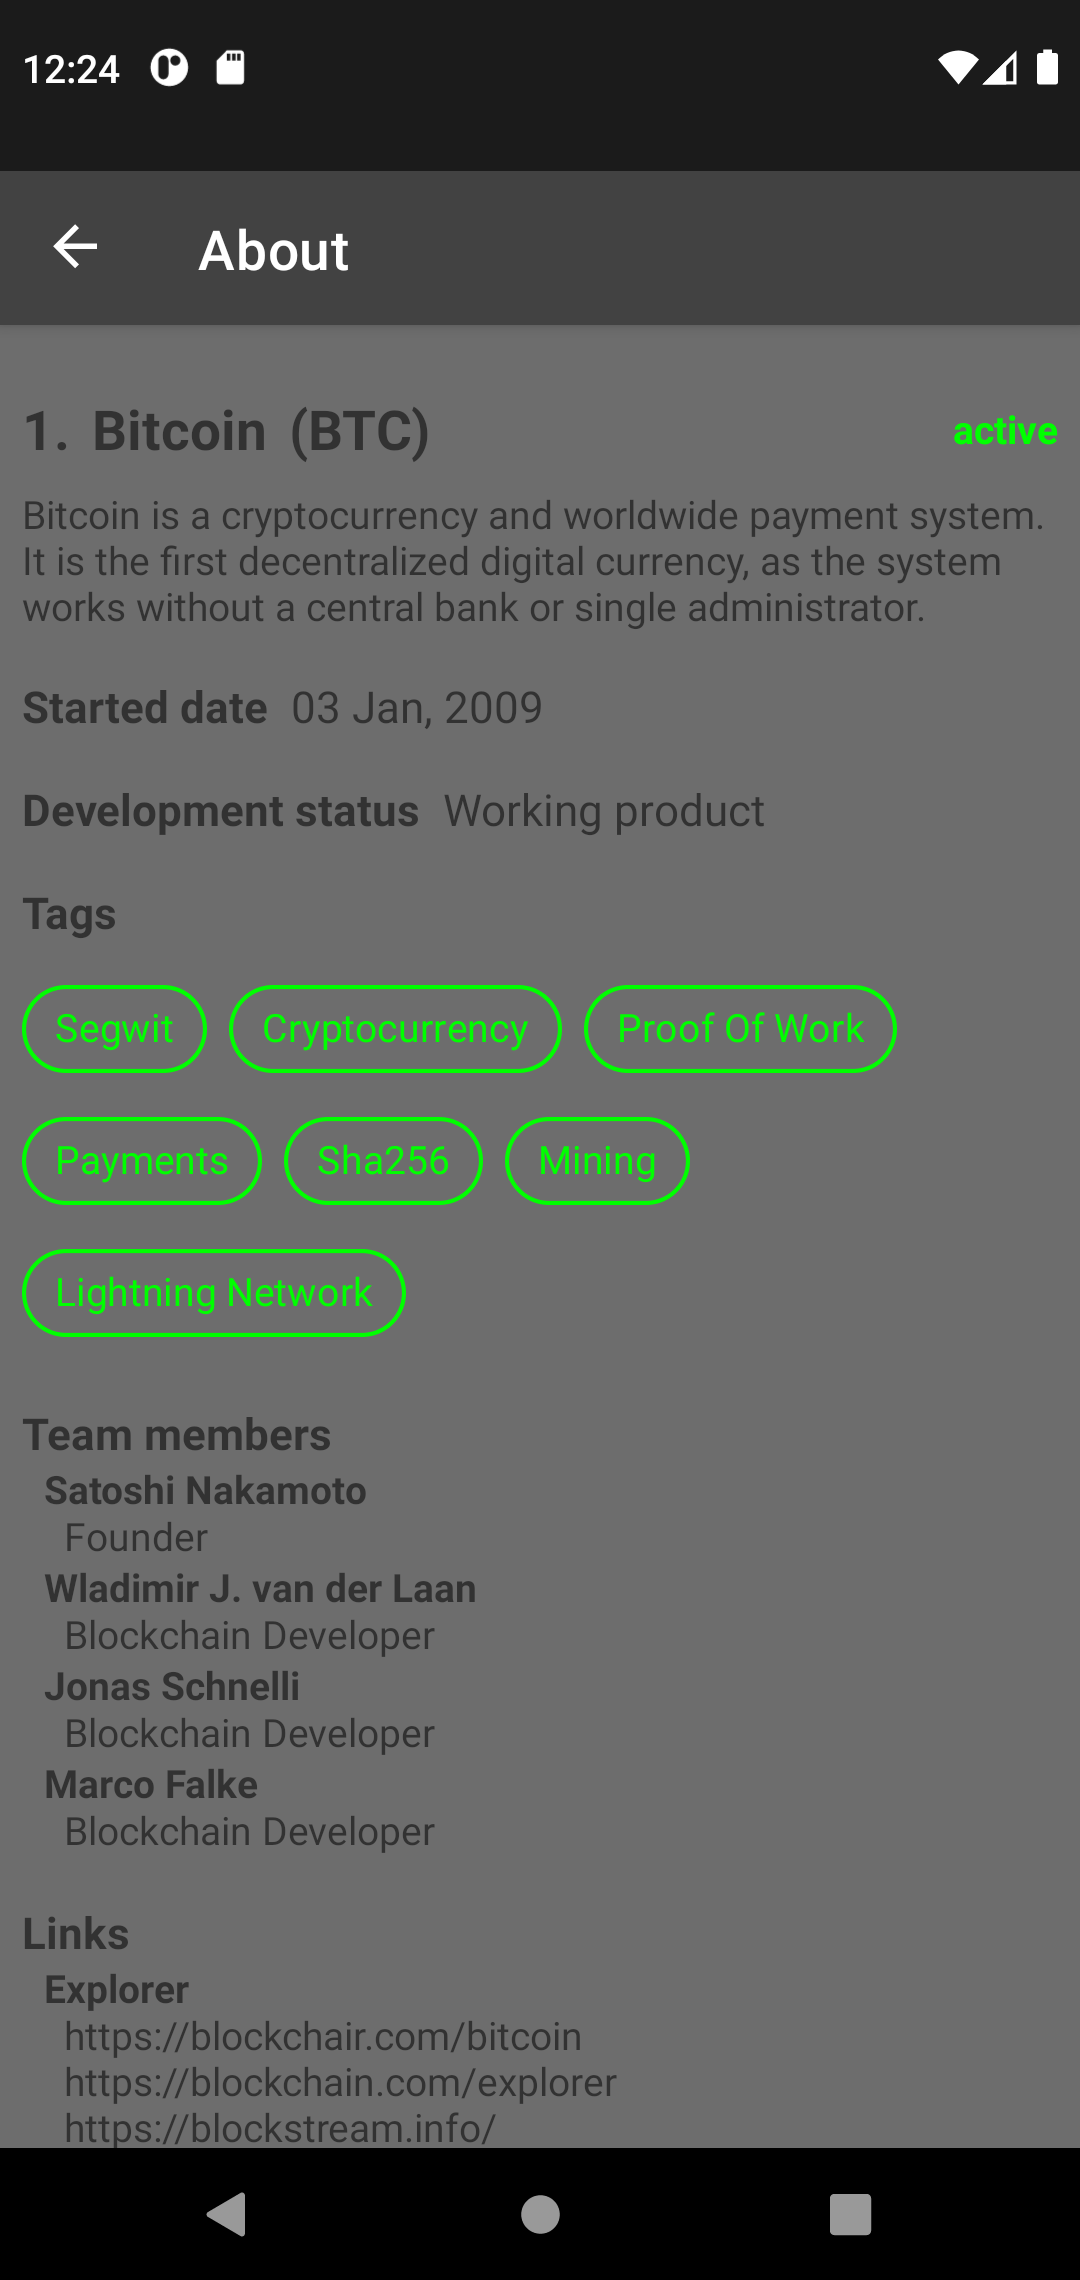 12:24
About
1. Bitcoin (BTC)
active
Bitcoin is a cryptocurrency and worldwide payment system.
It is the first decentralized digital currency, as the system
works without a central bank or single administrator.
Started date 03 Jan, 2009
Development status Working product
Tags
Segwit Cryptocurrency Proof Of Work
Payments Sha256 Mining
Lightning Network
Team members
Satoshi Nakamoto
Founder
Wladimir J. van der Laan
Blockchain Developer
Jonas Schnelli
Blockchain Developer
Marco Falke
Blockchain Developer
Links
Explorer
https://blockchair.com/bitcoin
https://blockchain.com/explorer
https://blockstream.info/